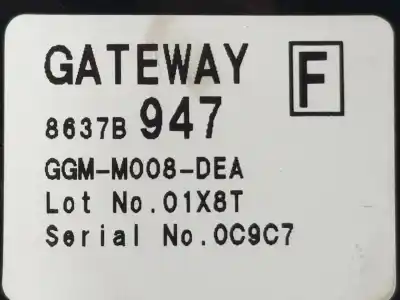 GATEWAY F
8637B 947
GGM-M008-DEA
Lot No.01X8T
Serial No.0C9C7